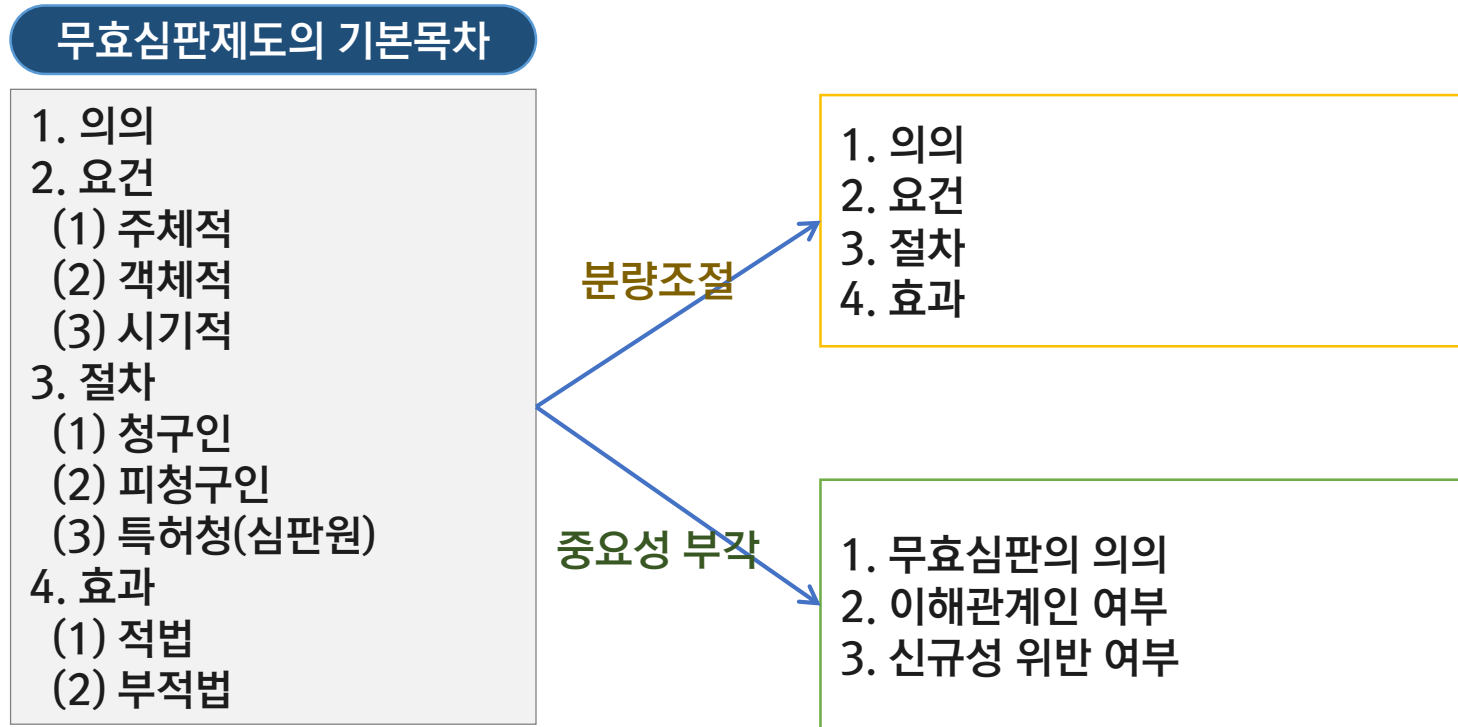 무효심판제도의 기본목차
1. 의의
2. 요건
(1) 주체적
(2) 객체적
(3) 시기적
3. 절차
(1) 청구인
(2) 피청구인
(3) 특허청(심판원)
4. 효과
(1) 적법
(2) 부적법
분량조절
1. 의의
2. 요건
3. 절차
4. 효과
중요성 부각
1. 무효심판의 의의
2. 이해관계인 여부
3. 신규성 위반 여부